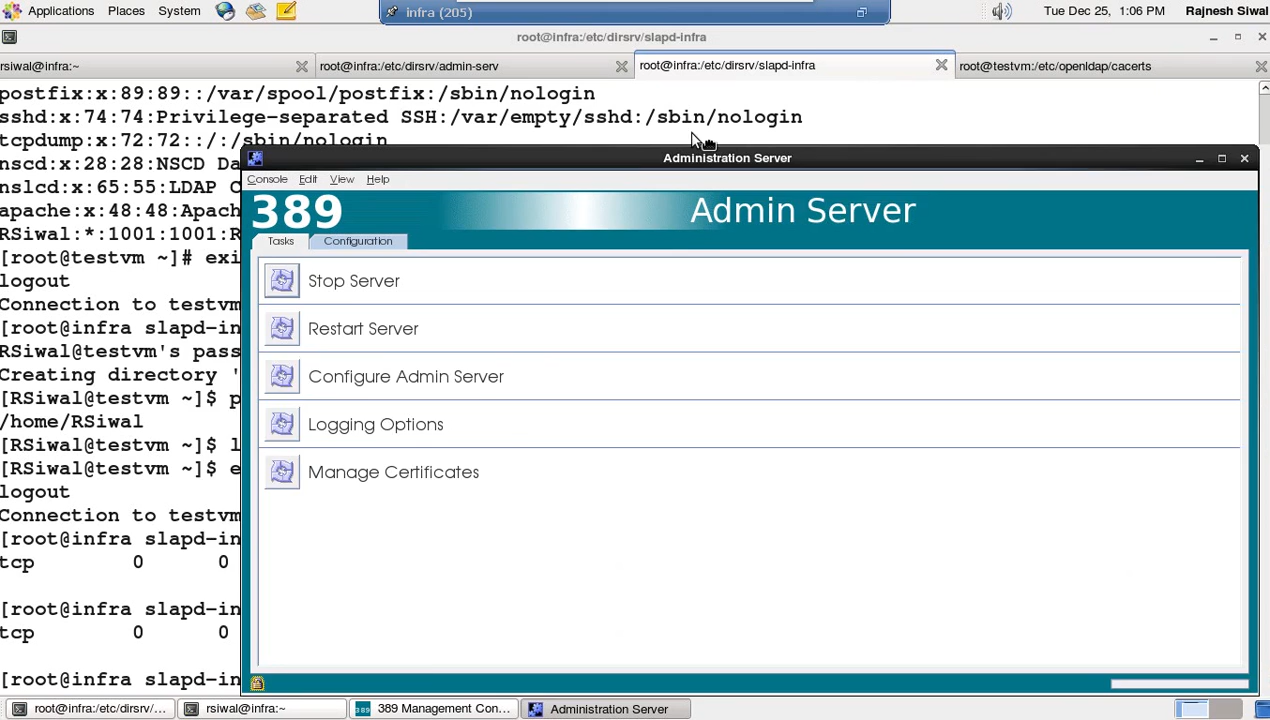 Applications Places System
infra (205)
Tue Dec 25, 1:06 PM Rajnesh Siwal
root@infra:/etc/dirsrv/slapd-infra
rsiwal@infra:~
root@infra:/etc/dirsrv/admin-serv
root@infra:/etc/dirsrv/slapd-infra
root@testvm:/etc/openldap/cacerts
postfix:x:89:89::/var/spool/postfix:/sbin/nologin
sshd:x:74:74:Privilege-separated SSH:/var/empty/sshd:/sbin/nologin
tcpdump:x:72:72::/:/sbin/nologin
nscd:x:28:28:NSCD Da
nslcd:x:65:55:LDAP C
apache:x:48:48:Apach
RSiwal:*:1001:1001:R
[root@testvm ~]# exi
logout
Connection to testvm
[root@infra slapd-in
RSiwal@testvm's pass
Creating directory '
[RSiwal@testvm ~]$ p
/home/RSiwal
[RSiwal@testvm ~]$ l
[RSiwal@testvm ~]$ e
logout
Connection to testvm
[root@infra slapd-in
tcp 0 0
[root@infra slapd-in
tcp 0 0
[root@infra slapd-in
Administration Server
Console Edit View Help
389 Admin Server
Tasks Configuration
Stop Server
Restart Server
Configure Admin Server
Logging Options
Manage Certificates
root@infra:/etc/dirsrv/...
rsiwal@infra:~
389 Management Con...
Administration Server